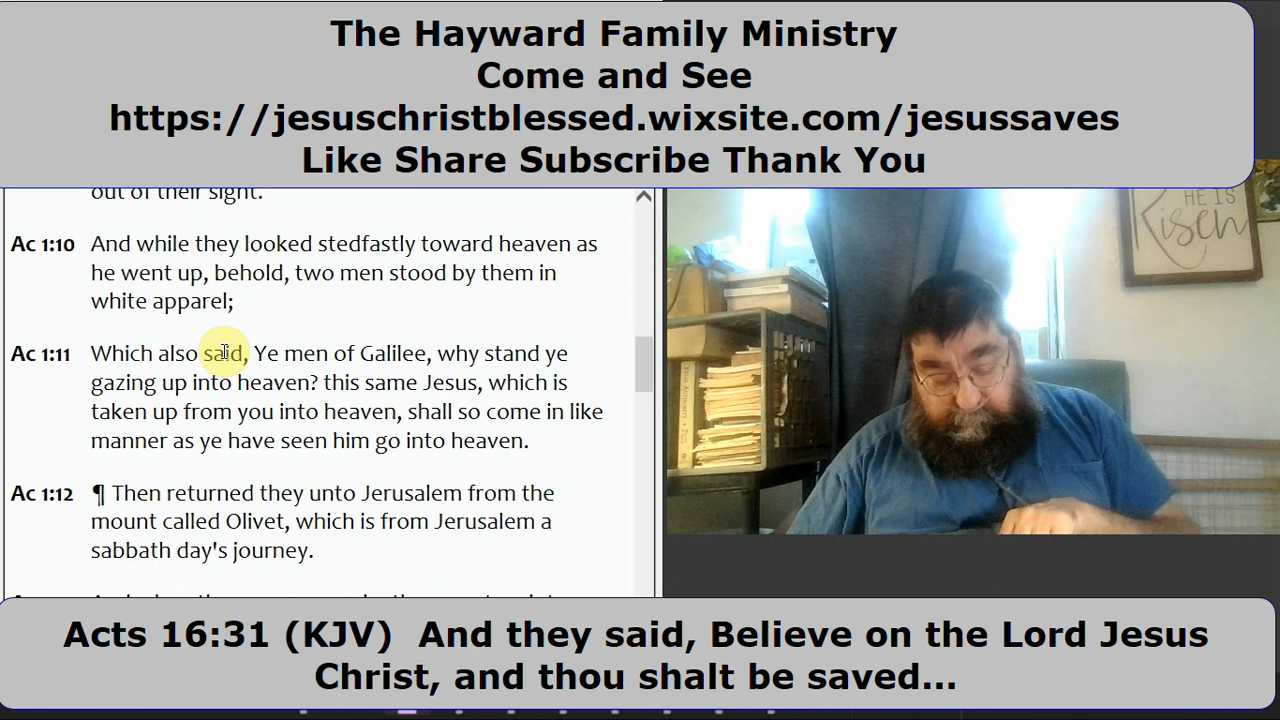 The Hayward Family Ministry
Come and See
https://jesuschristblessed.wixsite.com/jesussaves
Like Share Subscribe Thank You
out of their sight.
Ac 1:10 And while they looked stedfastly toward heaven as
he went up, behold, two men stood by them in
white apparel;
Ac 1:11 Which also said, Ye men of Galilee, why stand ye
gazing up into heaven? this same Jesus, which is
taken up from you into heaven, shall so come in like
manner as ye have seen him go into heaven.
Ac 1:12 ¶ Then returned they unto Jerusalem from the
mount called Olivet, which is from Jerusalem a
sabbath day's journey.
HE IS
Risen
Acts 16:31 (KJV) And they said, Believe on the Lord Jesus
Christ, and thou shalt be saved...